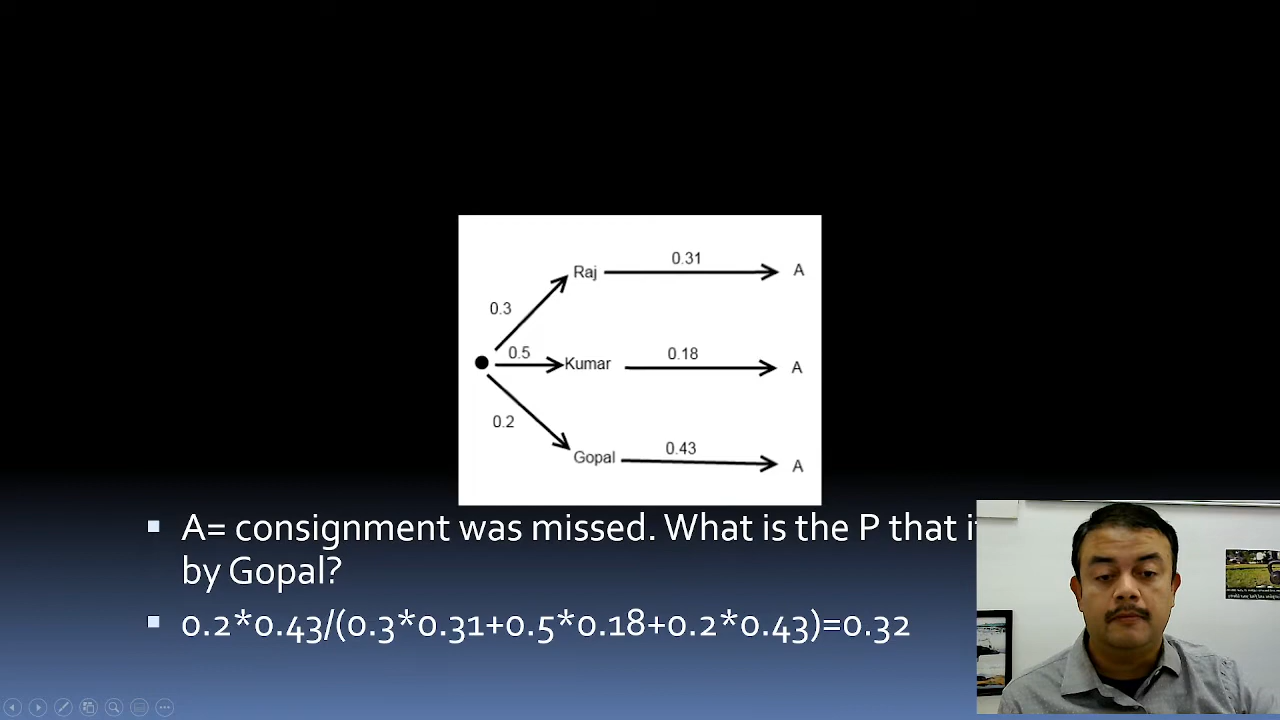 Raj
0.31
A
0.3
0.5
Kumar
0.18
A
0.2
Gopal
0.43
A
A= consignment was missed. What is the P that
by Gopal?
0.2*0.43/(0.3*0.31+0.5*0.18+0.2*0.43)=0.32